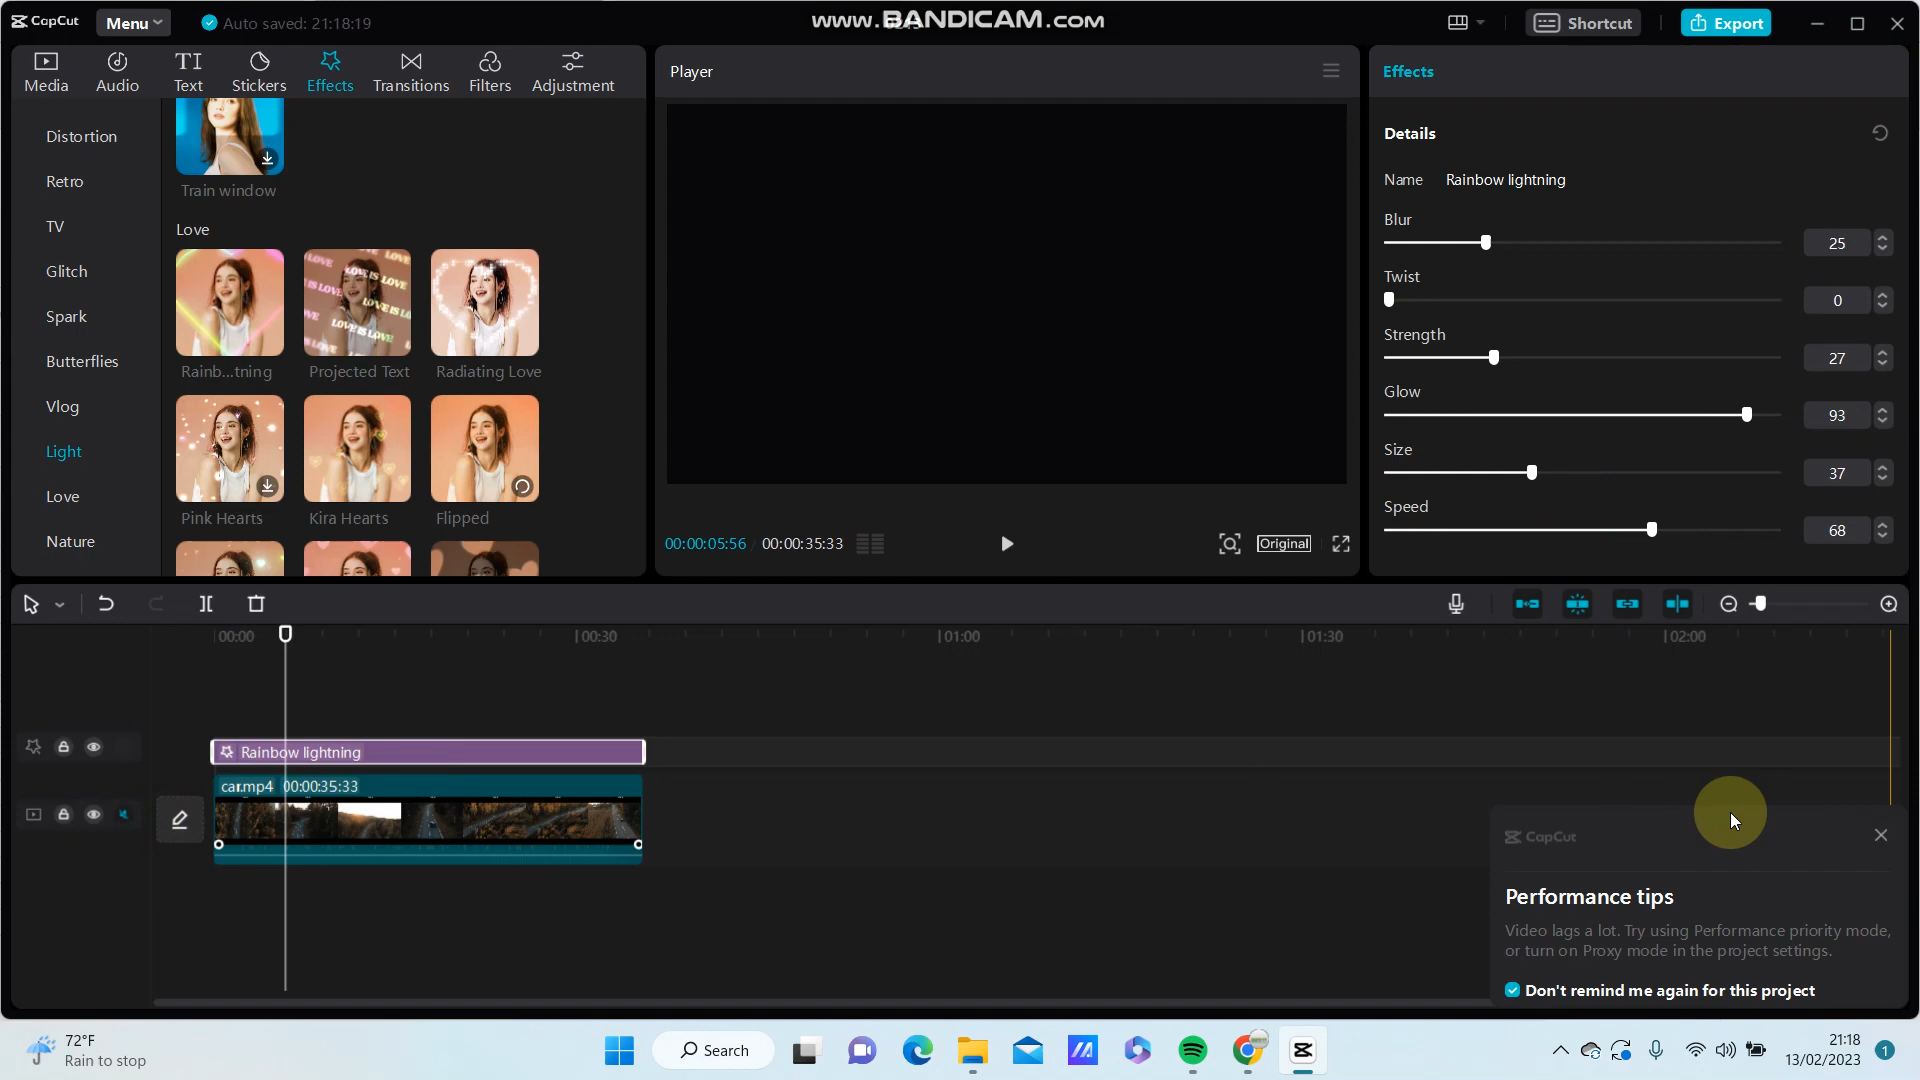 CapCut
Menu
Auto saved: 21:18:19
www.BANDICAM.com
Shortcut
Export
Media
Audio
Text
Stickers
Effects
Transitions
Filters
Adjustment
Distortion
Retro
TV
Glitch
Spark
Butterflies
Vlog
Light
Love
Nature
Train window
Love
Rainb...tning
Projected Text
Radiating Love
Pink Hearts
Kira Hearts
Flipped
Player
00:00:05:56
00:00:35:33
Original
Effects
Details
Name Rainbow lightning
Blur
25
Twist
0
Strength
27
Glow
93
Size
37
Speed
68
00:00
00:30
01:00
01:30
02:00
Rainbow lightning
car.mp4 00:00:35:33
CapCut
Performance tips
Video lags a lot. Try using Performance priority mode,
or turn on Proxy mode in the project settings.
Don't remind me again for this project
72°F
Rain to stop
Search
21:18
13/02/2023
1